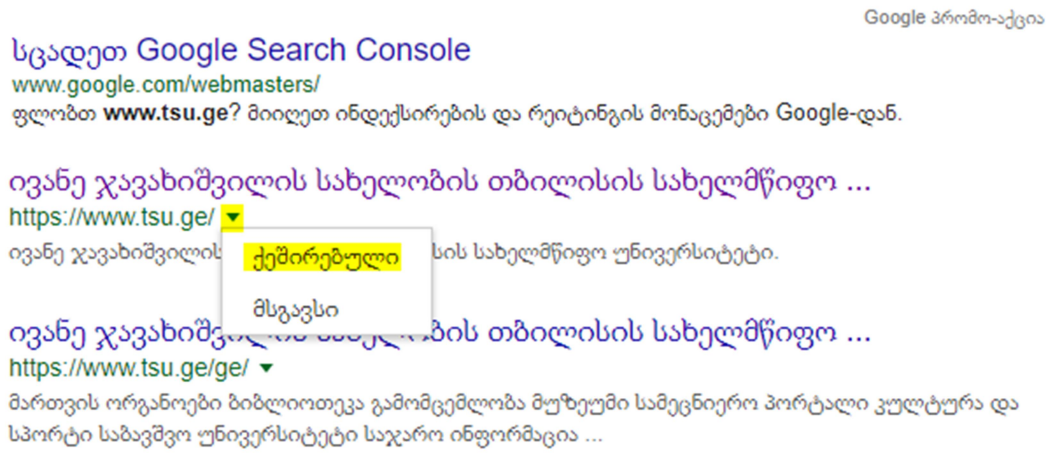 Google პრომო-აქცია
სცადეთ Google Search Console
www.google.com/webmasters/
ფლობთ www.tsu.ge? მიიღეთ ინდექსირების და რეიტინგის მონაცემები Google-დან.
ივანე ჯავახიშვილის სახელობის თბილისის სახელმწიფო ...
https://www.tsu.ge/
ივანე ჯავახიშვილის სის სახელმწიფო უნივერსიტეტი.
ქეშირებული
მსგავსი
ივანე ჯავახიშვილის სახელობის თბილისის სახელმწიფო ...
https://www.tsu.ge/ge/
მართვის ორგანოები ბიბლიოთეკა გამომცემლობა მუზეუმი სამეცნიერო პორტალი კულტურა და
სპორტი საბავშვო უნივერსიტეტი საჯარო ინფორმაცია ...